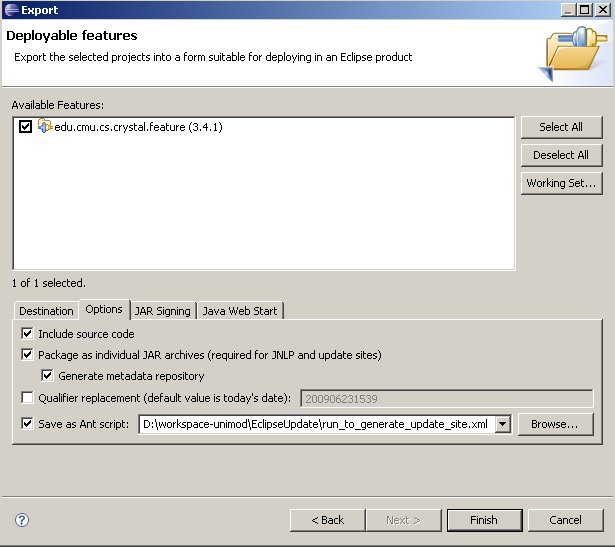 Export
Deployable features
Export the selected projects into a form suitable for deploying in an Eclipse product
Available Features:
edu.cmu.cs.crystal.feature (3.4.1)
Select All
Deselect All
Working Set...
1 of 1 selected.
Destination Options JAR Signing Java Web Start
Include source code
Package as individual JAR archives (required for JNLP and update sites)
Generate metadata repository
Qualifier replacement (default value is today's date): 200906231539
Save as Ant script: D:\workspace-unimod\EclipseUpdate\run_to_generate_update_site.xml Browse...
? < Back Next > Finish Cancel